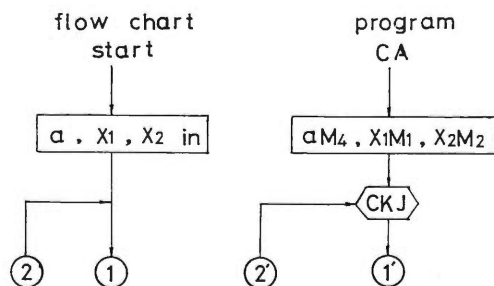 flow chart
start
a, X1, X2 in
2
1
program
CA
aM4, X1M1, X2M2
CKJ
2'
1'